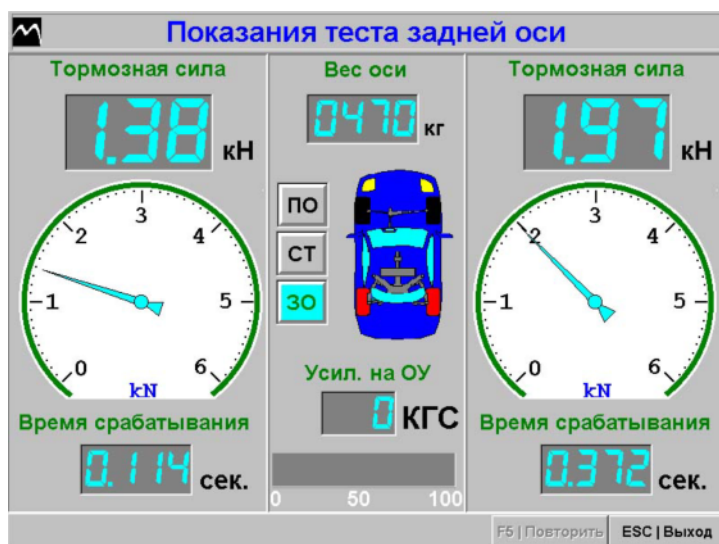 Показания теста задней оси
Тормозная сила
1.38 кН
0 1 2 3 4 5 6
kN
Время срабатывания
0.114 сек.
Вес оси
0470 кг
ПО
СТ
ЗО
Усил. на ОУ
0 КГС
0 50 100
Тормозная сила
1.97 кН
0 1 2 3 4 5 6
kN
Время срабатывания
0.372 сек.
F5 | Повторить ESC | Выход